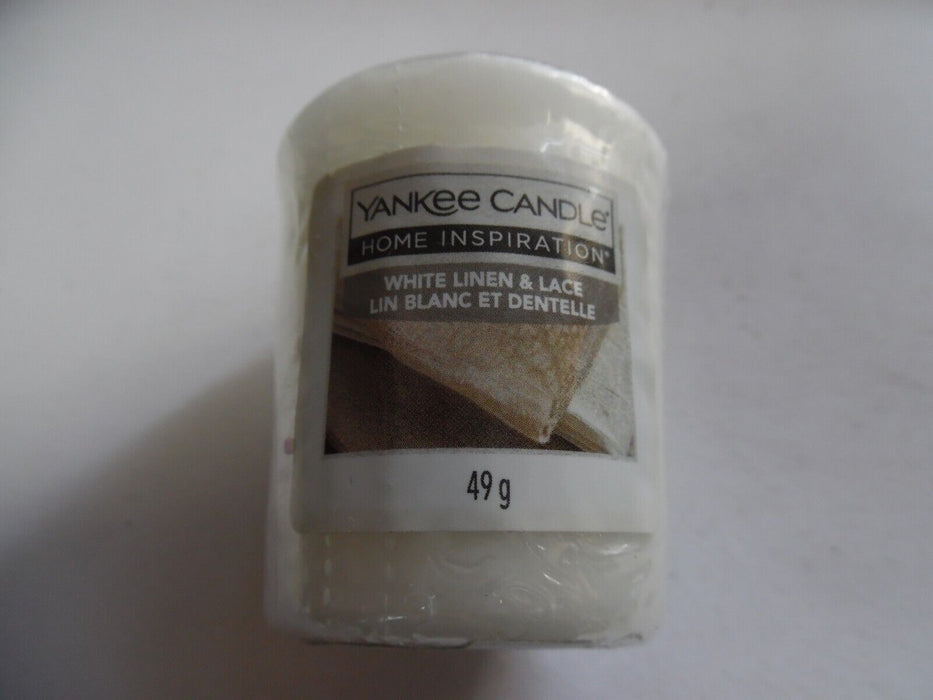 YANKee CANDLe®
HOME INSPIRATION®
WHITE LINEN & LACE
LIN BLANC ET DENTELLE
49 g